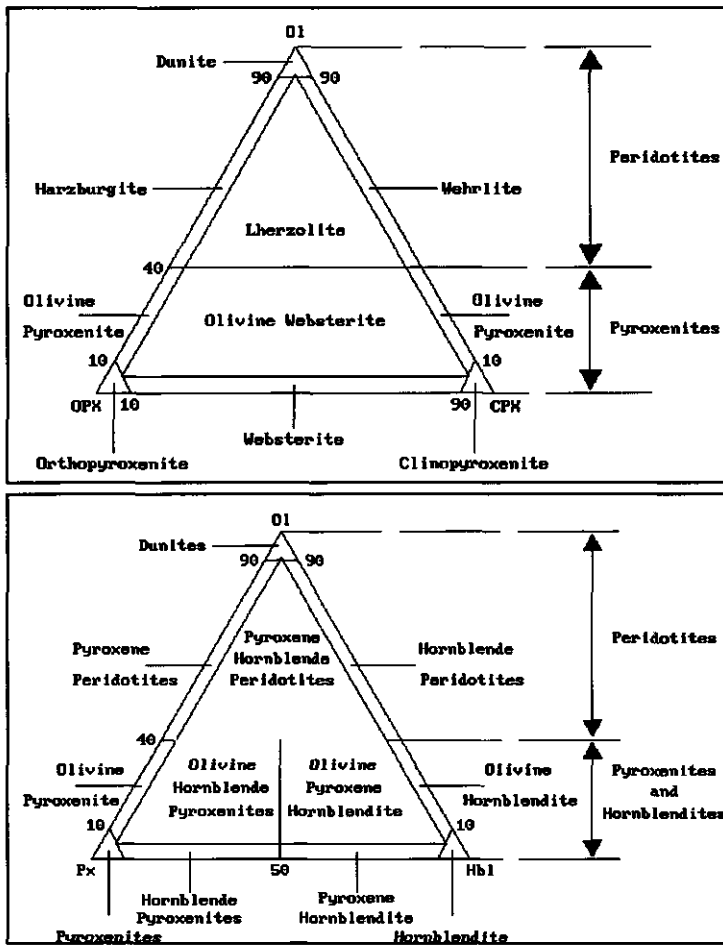 Ol
Dunite
90 90
Peridotites
Harzburgite
Wehrlite
Lherzolite
40
Olivine
Pyroxenite
Olivine Websterite
Olivine
Pyroxenite
Pyroxenites
10 10
OPX 10 90 CPX
Websterite
Orthopyroxenite
Clinopyroxenite
Ol
Dunites
90 90
Peridotites
Pyroxene
Peridotites
Pyroxene
Hornblende
Peridotites
Hornblende
Peridotites
40
Olivine
Pyroxenite
Olivine
Hornblende
Pyroxenites
Olivine
Pyroxene
Hornblendite
Olivine
Hornblendite
Pyroxenites
and
Hornblendites
10 10
Px 50 Hbl
Hornblende
Pyroxenites
Pyroxene
Hornblendite
Pyroxenites
Hornblendite